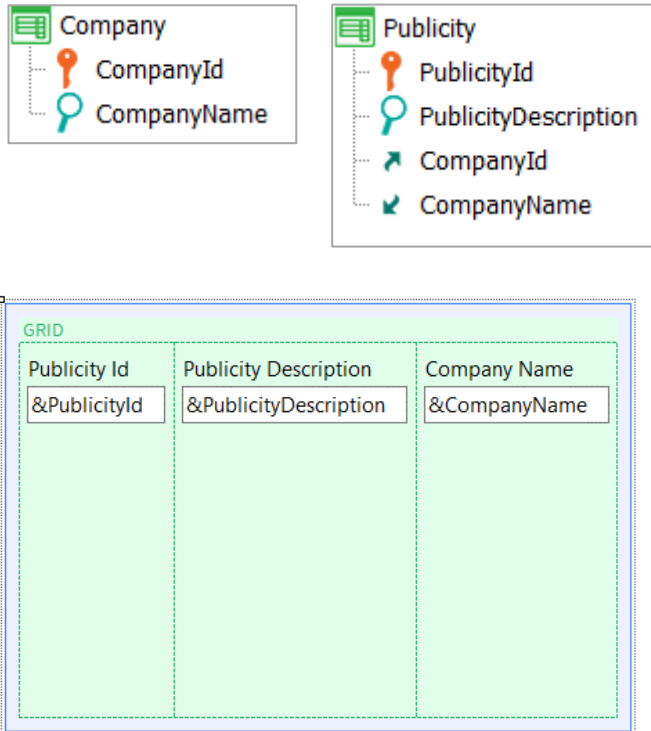 Company
CompanyId
CompanyName
Publicity
PublicityId
PublicityDescription
CompanyId
CompanyName
GRID
Publicity Id
Publicity Description
Company Name
&PublicityId
&PublicityDescription
&CompanyName